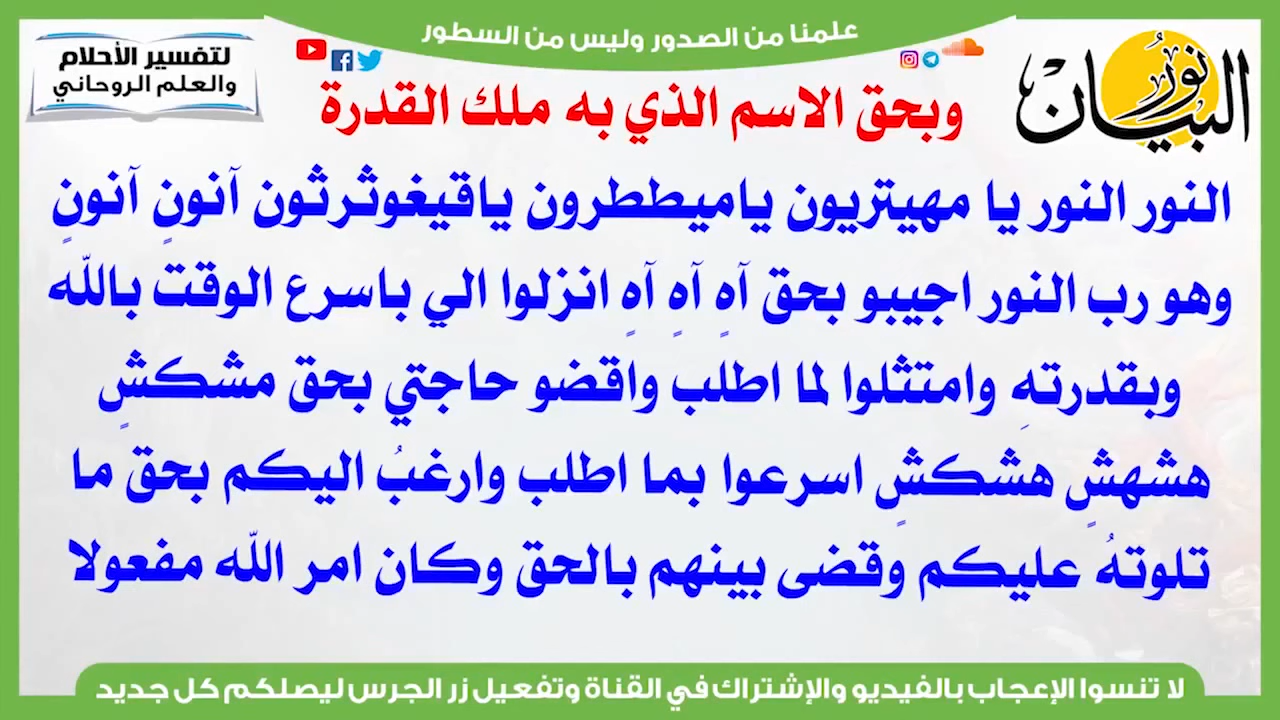 علمنا من الصدور وليس من السطور
نور البيان
لتفسير الأحلام
والعلم الروحاني
وبحق الاسم الذي به ملك القدرة
النور النور يا مهيتريون ياميططرون ياقيغوثرثون آنونٍ آنونٍ
وهو رب النور اجيبو بحق آهٍ آهٍ آهٍ انزلوا الي باسرع الوقت بالله
وبقدرتهِ وامتثلوا لما اطلب واقضو حاجتي بحق مشكشٍ
هشهشٍ هشكشٍ اسرعوا بما اطلب وارغبُ اليكم بحق ما
تلوتهُ عليكم وقضى بينهم بالحق وكان امر الله مفعولا
لا تنسوا الإعجاب بالفيديو والإشتراك في القناة وتفعيل زر الجرس ليصلكم كل جديد